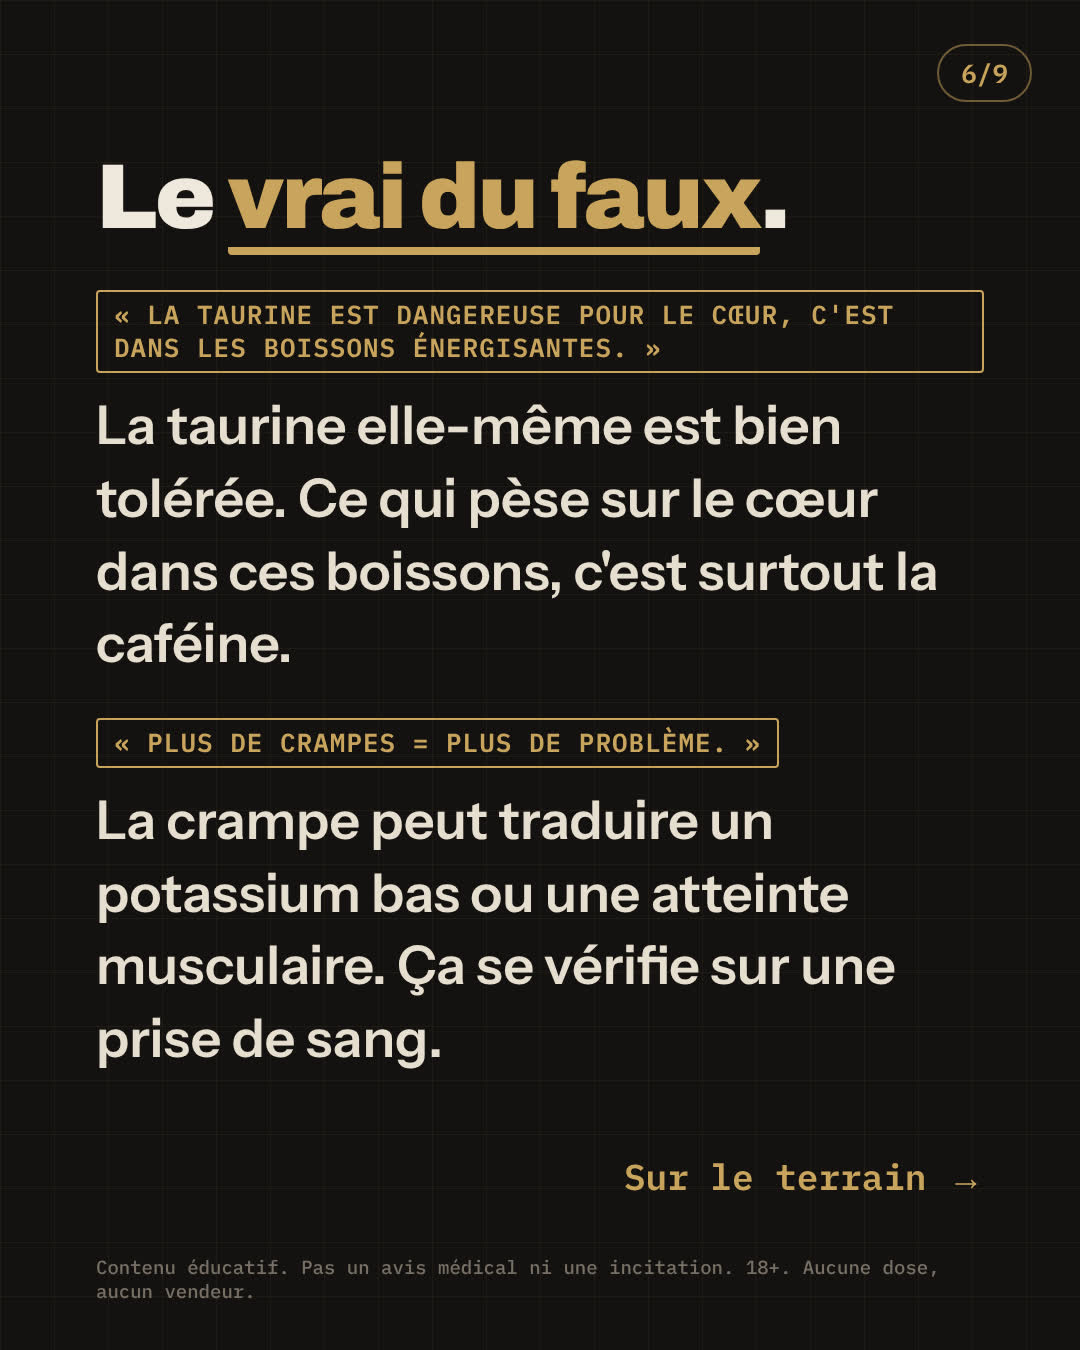 6/9
Le vrai du faux.
« LA TAURINE EST DANGEREUSE POUR LE CŒUR, C'EST
DANS LES BOISSONS ÉNERGISANTES. »
La taurine elle-même est bien
tolérée. Ce qui pèse sur le cœur
dans ces boissons, c'est surtout la
caféine.
« PLUS DE CRAMPES = PLUS DE PROBLÈME. »
La crampe peut traduire un
potassium bas ou une atteinte
musculaire. Ça se vérifie sur une
prise de sang.
Sur le terrain →
Contenu éducatif. Pas un avis médical ni une incitation. 18+. Aucune dose,
aucun vendeur.